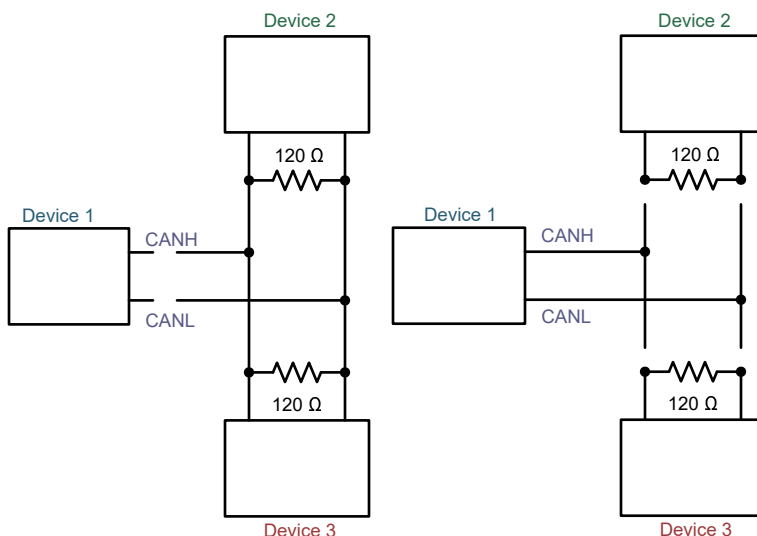 Device 2
120 Ω
Device 1
CANH
CANL
120 Ω
Device 3
Device 2
120 Ω
Device 1
CANH
CANL
120 Ω
Device 3